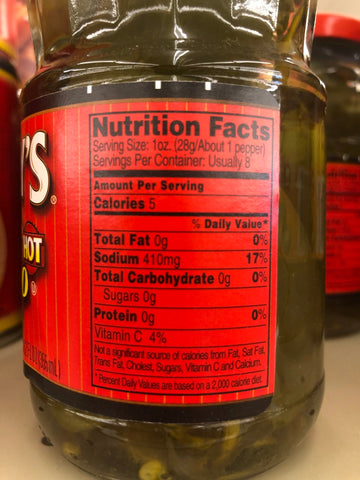 'S
HOT
O®
Nutrition Facts
Serving Size: 1oz. (28g/About 1 pepper)
Servings Per Container: Usually 8
Amount Per Serving
Calories 5
% Daily Value*
Total Fat 0g 0%
Sodium 410mg 17%
Total Carbohydrate 0g 0%
Sugars 0g
Protein 0g 0%
Vitamin C 4%
Not a significant source of calories from Fat, Sat Fat,
Trans Fat, Cholest, Sugars, Vitamin C and Calcium.
*Percent Daily Values are based on a 2,000 calorie diet.